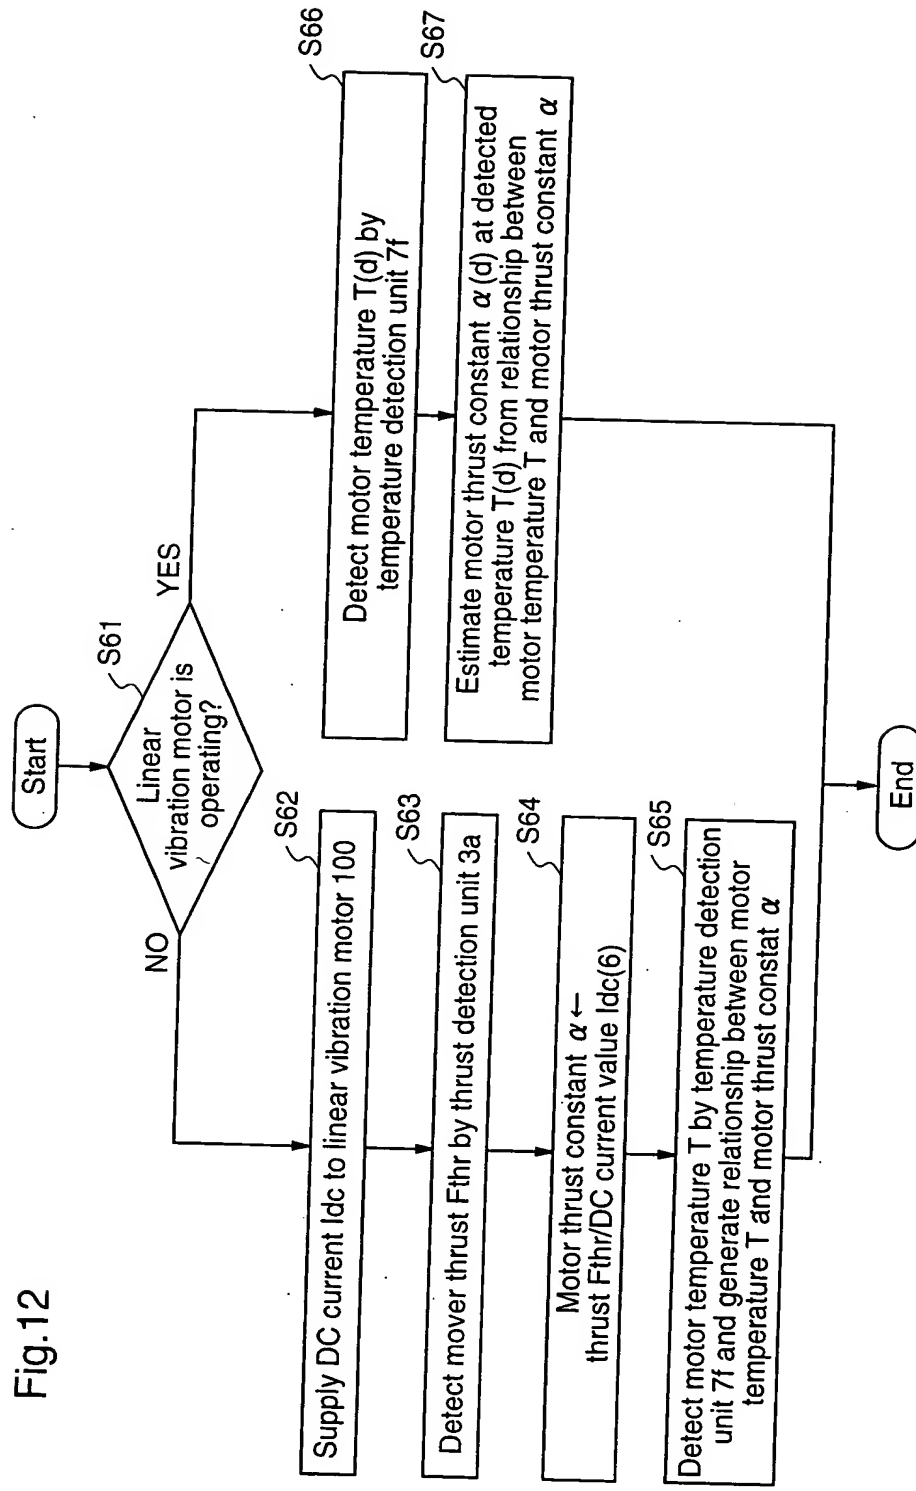 Fig.12
Start
S61
Linear
vibration motor is
operating?
NO
YES
S62
Supply DC current Idc to linear vibration motor 100
S63
Detect mover thrust Fthr by thrust detection unit 3a
S64
Motor thrust constant α ←
thrust Fthr/DC current value Idc(6)
S65
Detect motor temperature T by temperature detection
unit 7f and generate relationship between motor
temperature T and motor thrust constat α
S66
Detect motor temperature T(d) by
temperature detection unit 7f
S67
Estimate motor thrust constant α (d) at detected
temperature T(d) from relationship between
motor temperature T and motor thrust constant α
End